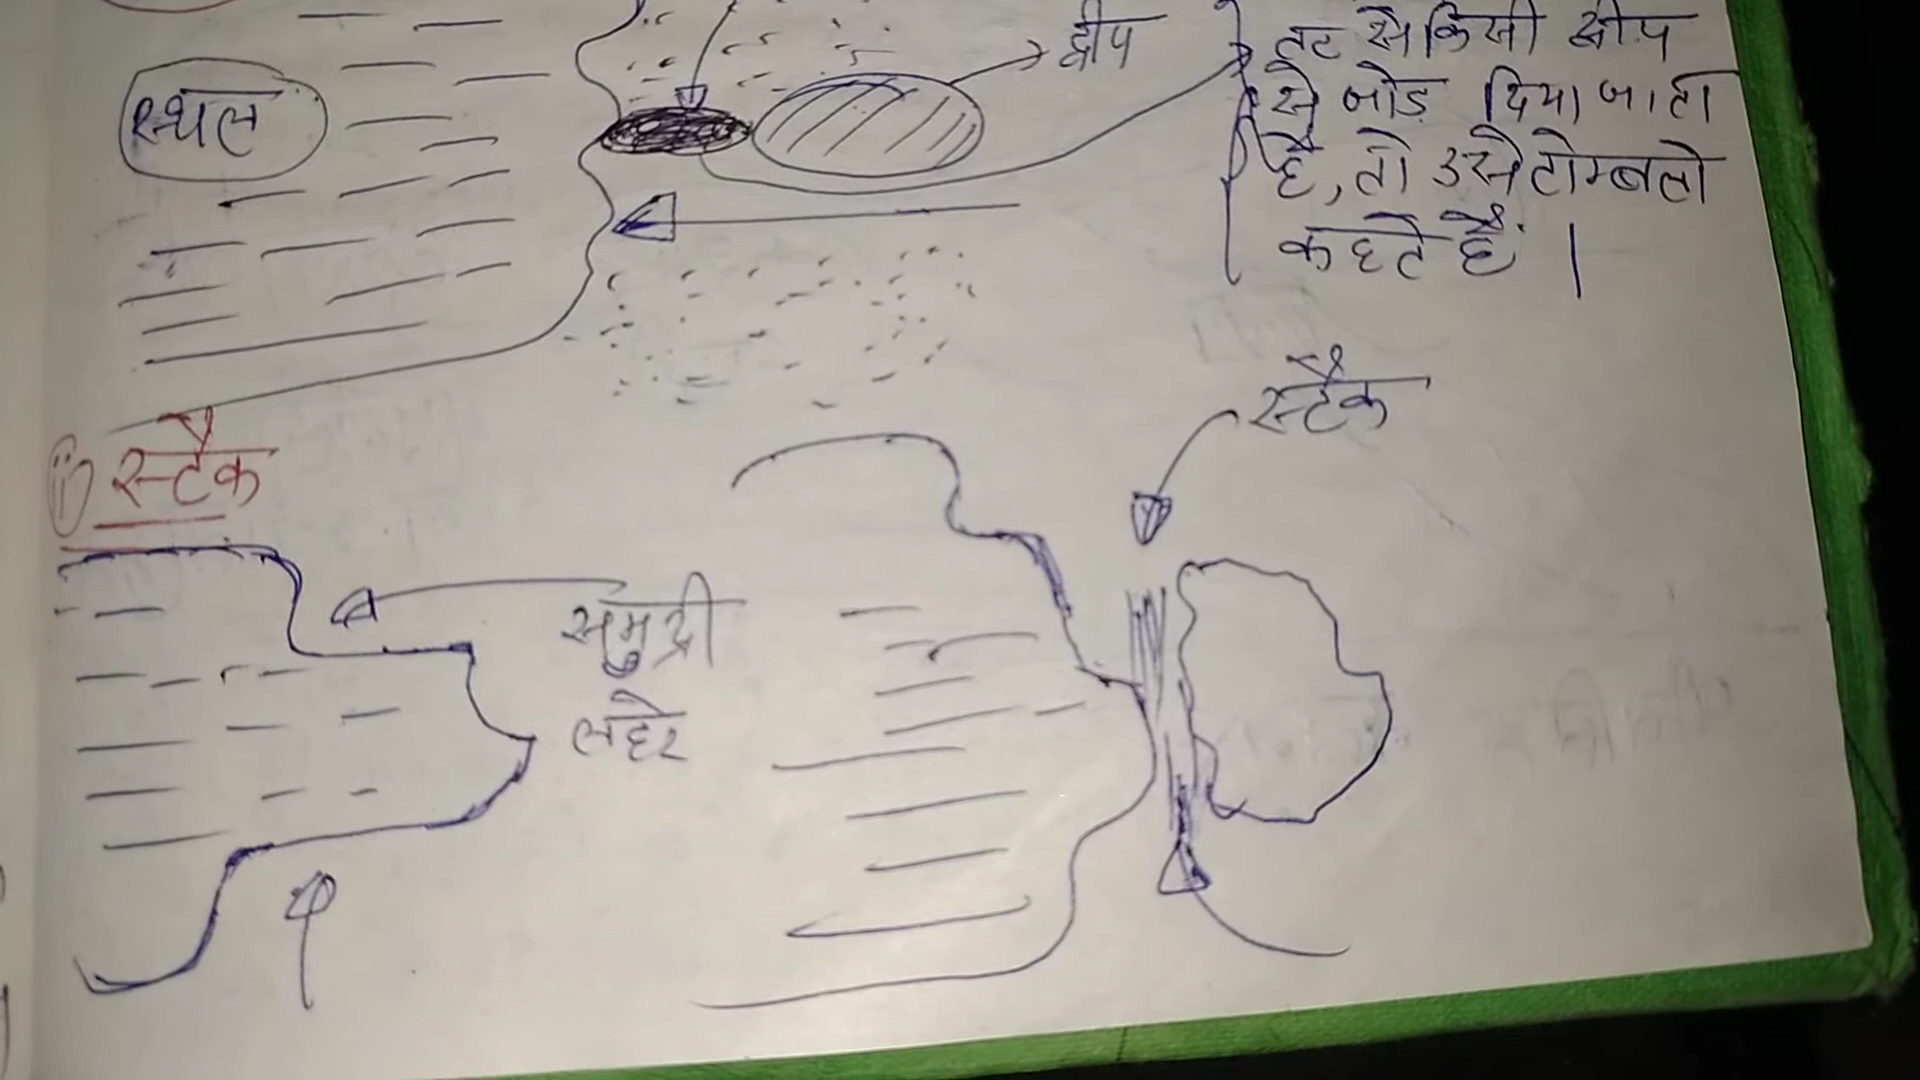 द्वीप
तट से किसी द्वीप
से जोड़ दिया जाता
है, तो उसे टोम्बलो
कहते हैं।
स्थल
स्टैक
ii) स्टैक
समुद्री
लहर